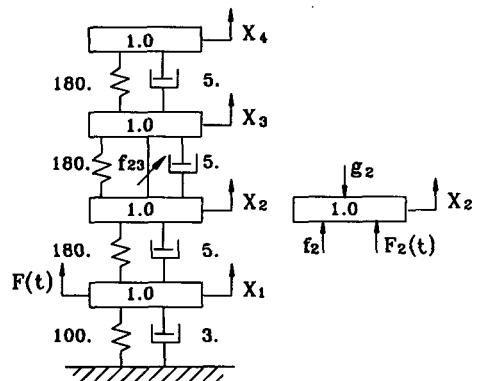 1.0 X4
180. 5.
1.0 X3
180. f23 5.
1.0 X2
180. 5.
F(t) 1.0 X1
100. 3.
g2
1.0 X2
f2 F2(t)